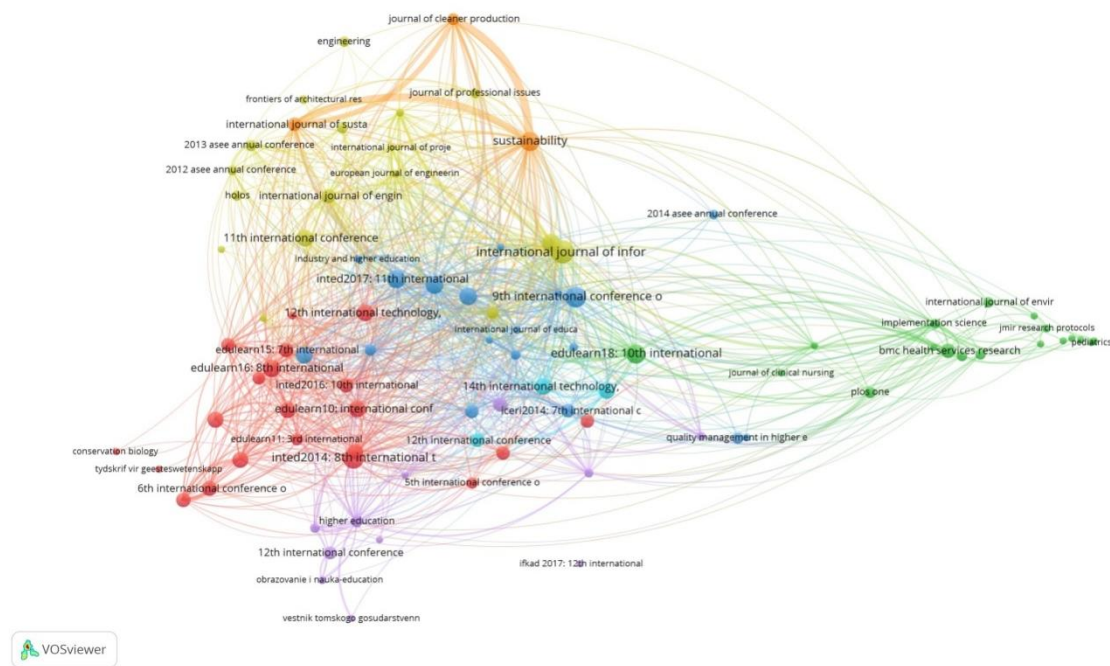 journal of cleaner production
engineering
journal of professional issues
frontiers of architectural res
international journal of susta
sustainability
2013 asee annual conference
international journal of proje
2012 asee annual conference
european journal of engineerin
holos
international journal of engin
2014 asee annual conference
11th international conference
international journal of infor
industry and higher education
inted2017: 11th international
9th international conference o
international journal of envir
12th international technology,
implementation science
international journal of educa
jmir research protocols
pediatrics
edulearn15: 7th international
edulearn18: 10th international
bmc health services research
edulearn16: 8th international
journal of clinical nursing
inted2016: 10th international
14th international technology,
plos one
edulearn10: international conf
iceri2014: 7th international c
edulearn11: 3rd international
12th international conference
quality management in higher e
conservation biology
inted2014: 8th international t
tydskrif vir geesteswetenskapp
6th international conference o
5th international conference o
higher education
12th international conference
ifkad 2017: 12th international
obrazovanie i nauka-education
vestnik tomskogo gosudarstvenn
VOSviewer